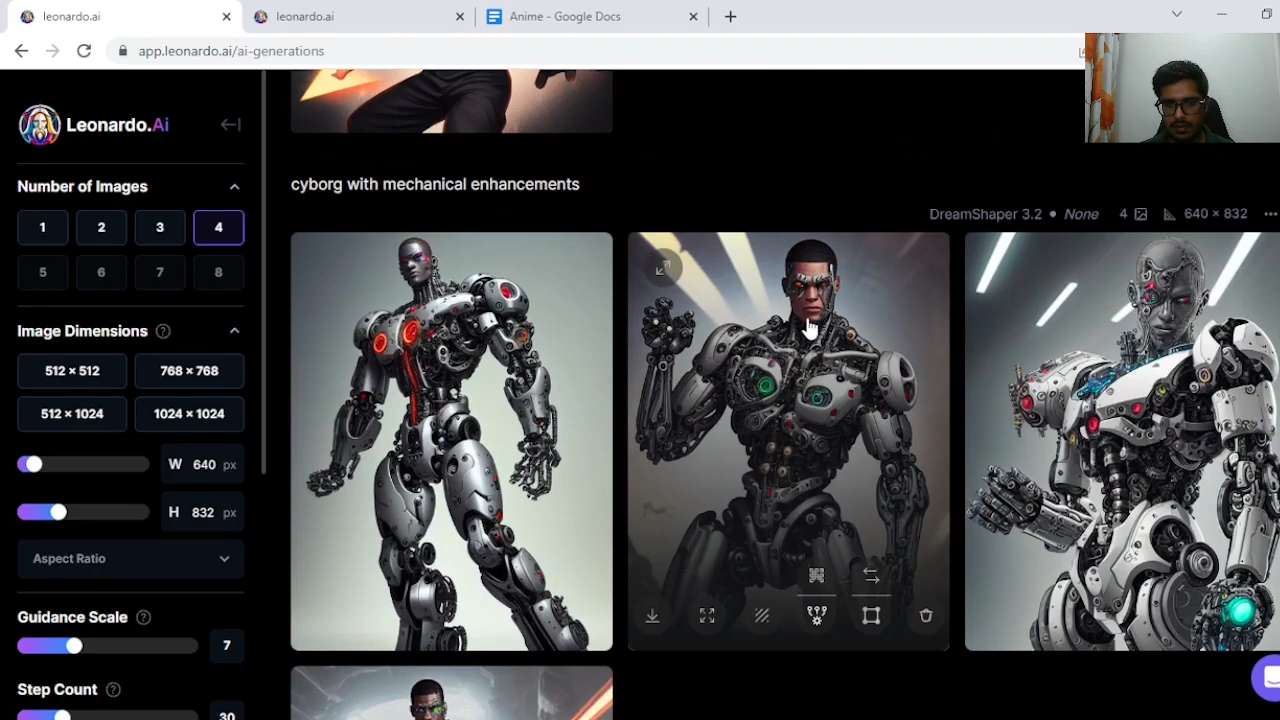 leonardo.ai
leonardo.ai
Anime - Google Docs
app.leonardo.ai/ai-generations
Leonardo.Ai
Number of Images
1
2
3
4
5
6
7
8
Image Dimensions
512 × 512
768 × 768
512 × 1024
1024 × 1024
W 640 px
H 832 px
Aspect Ratio
Guidance Scale
7
Step Count
30
cyborg with mechanical enhancements
DreamShaper 3.2 • None 4 640 × 832